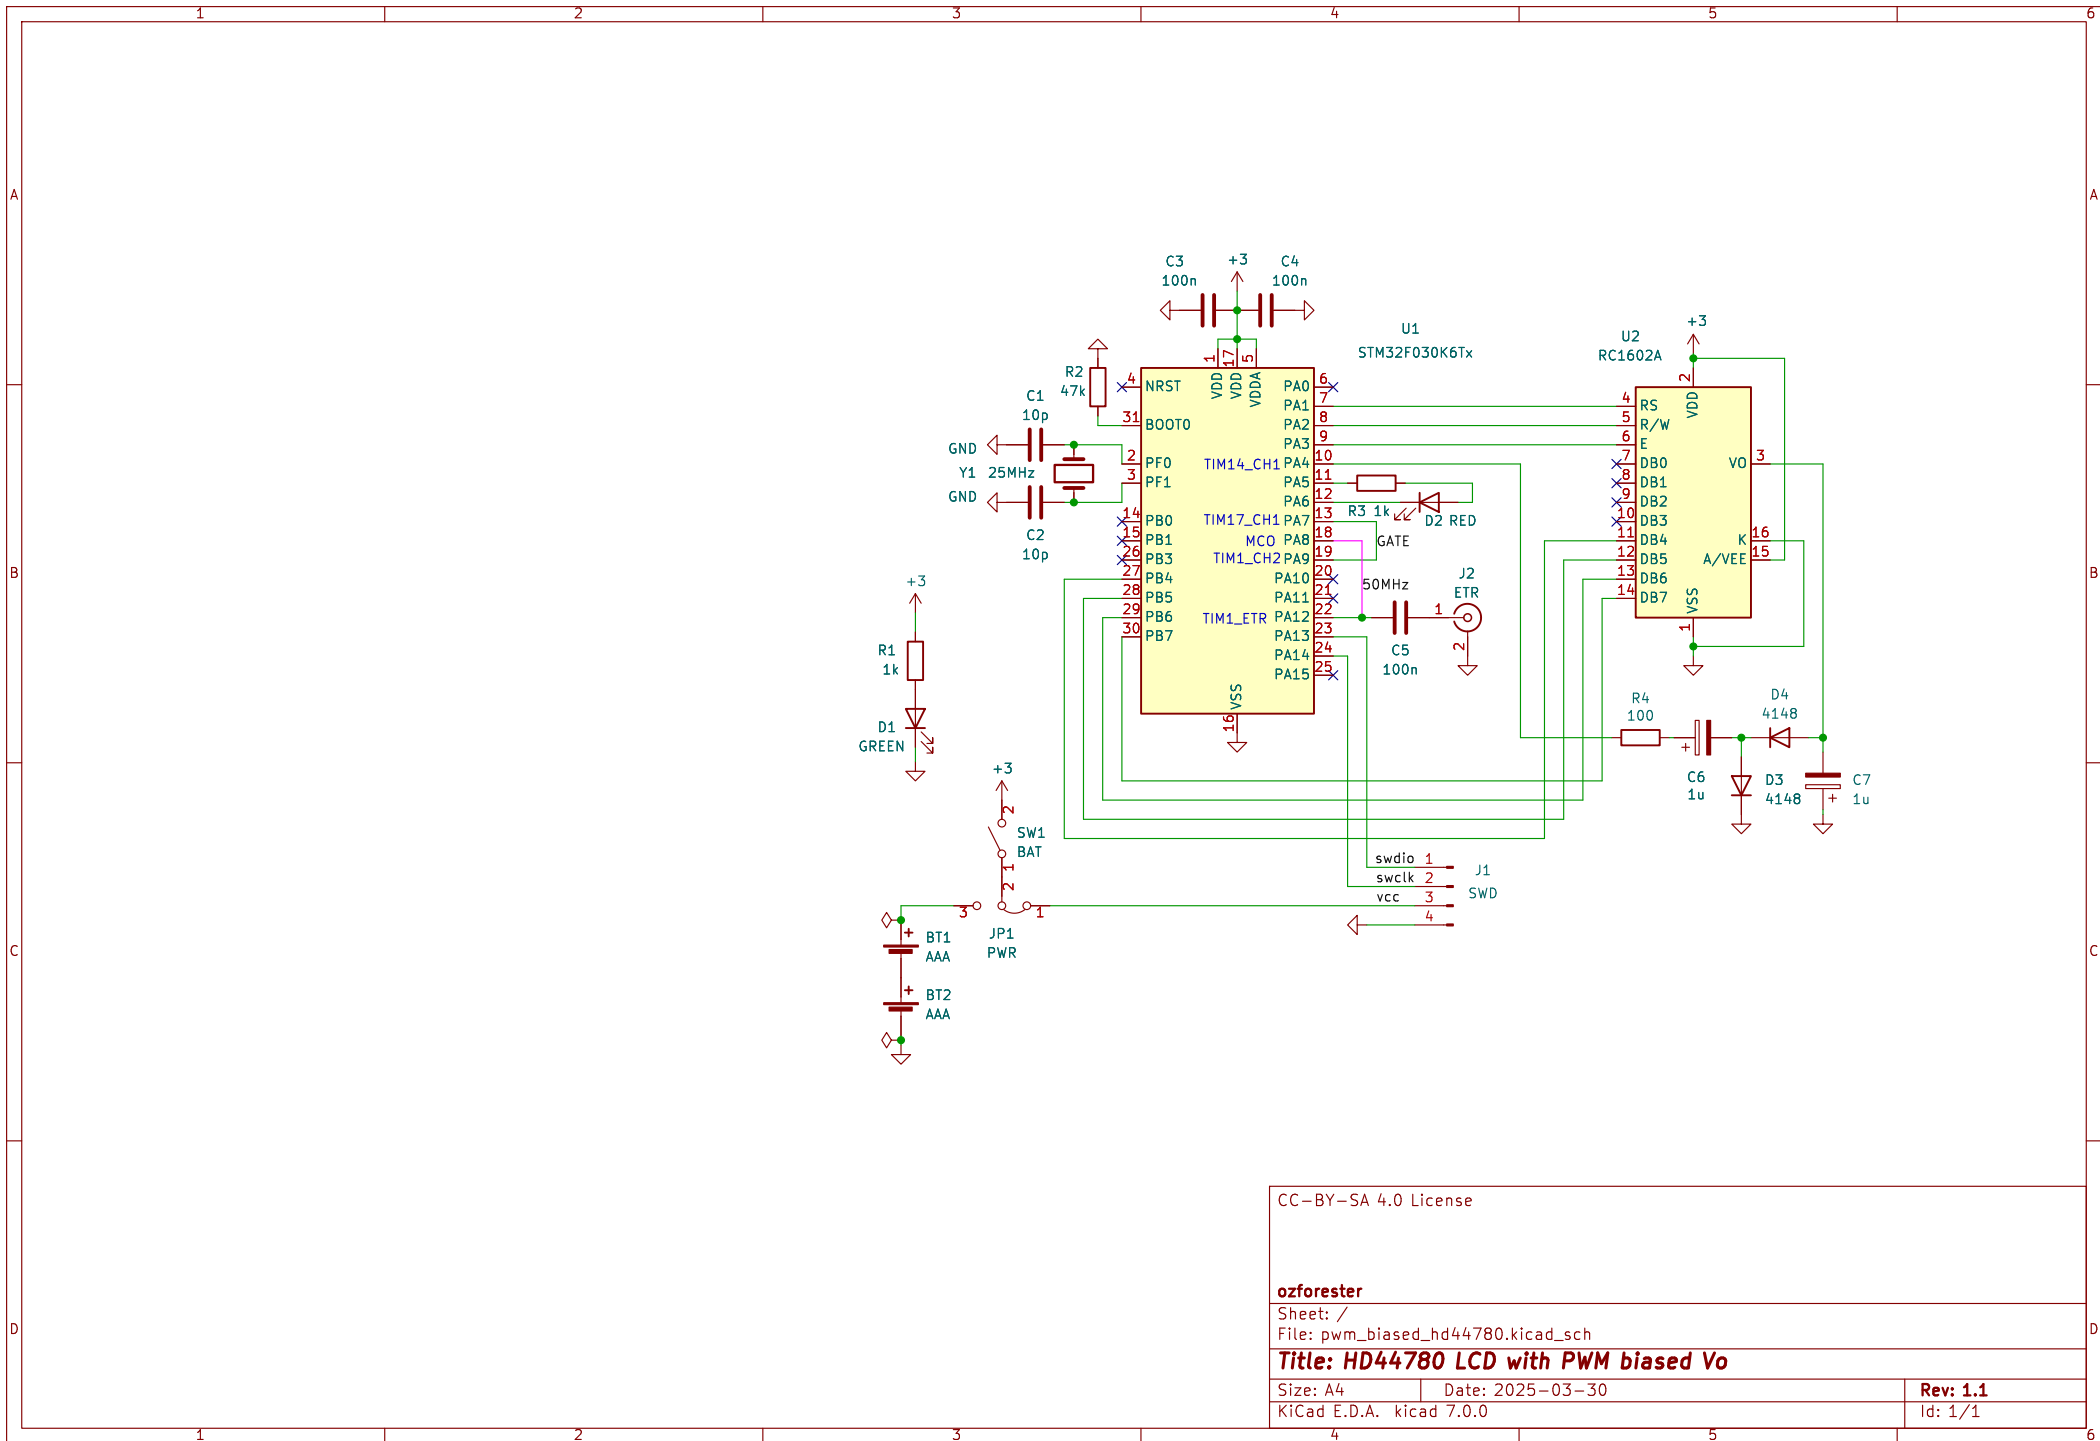 1 2 3 4 5 6
A A
C3 +3 C4
100n 100n
+3
U1 U2
STM32F030K6Tx RC1602A
R2
47k
C1
10p
GND
Y1 25MHz
GND
C2
10p
1 VDD
17 VDD
5 VDDA
4 NRST
31 BOOT0
2 PF0
3 PF1
14 PB0
15 PB1
26 PB3
27 PB4
28 PB5
29 PB6
30 PB7
16 VSS
PA0 6
PA1 7
PA2 8
PA3 9
TIM14_CH1 PA4 10
PA5 11
PA6 12
TIM17_CH1 PA7 13
MCO PA8 18
TIM1_CH2 PA9 19
PA10 20
PA11 21
TIM1_ETR PA12 22
PA13 23
PA14 24
PA15 25
R3 1k
D2 RED
GATE
50MHz
J2
ETR
1
2
C5
100n
2 VDD
4 RS
5 R/W
6 E
7 DB0
8 DB1
9 DB2
10 DB3
11 DB4
12 DB5
13 DB6
14 DB7
VO 3
K 16
A/VEE 15
1 VSS
B B
+3
R1
1k
D1
GREEN
R4
100
D4
4148
+
C6
1u
D3
4148
C7
1u
+
+3
2
SW1
BAT
1
2
3 1
JP1
PWR
swdio 1
swclk 2
vcc 3
4
J1
SWD
+
BT1
AAA
+
BT2
AAA
C C
D D
CC-BY-SA 4.0 License
ozforester
Sheet: /
File: pwm_biased_hd44780.kicad_sch
Title: HD44780 LCD with PWM biased Vo
Size: A4 Date: 2025-03-30 Rev: 1.1
KiCad E.D.A. kicad 7.0.0 Id: 1/1
1 2 3 4 5 6